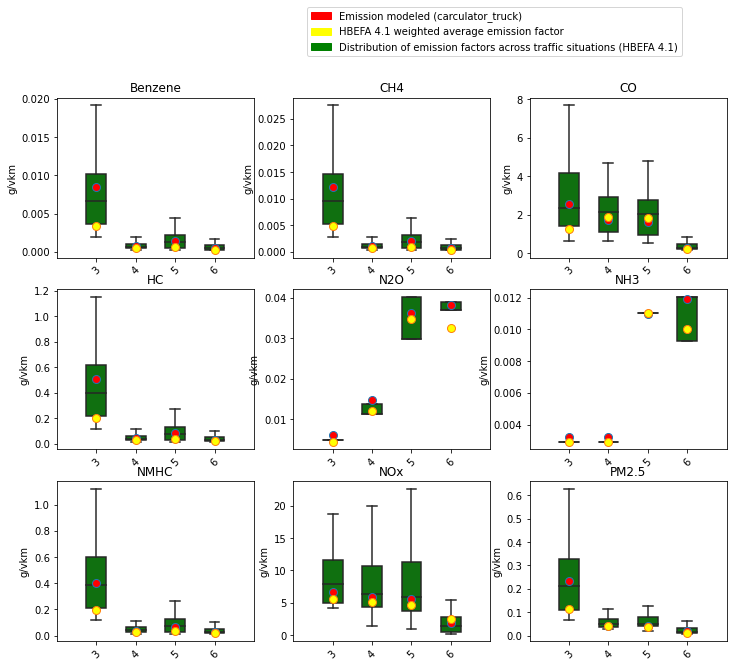 Emission modeled (carculator_truck)
HBEFA 4.1 weighted average emission factor
Distribution of emission factors across traffic situations (HBEFA 4.1)
Benzene
g/vkm
0.020
0.015
0.010
0.005
0.000
3 4 5 6
CH4
g/vkm
0.025
0.020
0.015
0.010
0.005
0.000
3 4 5 6
CO
g/vkm
8
6
4
2
0
3 4 5 6
HC
g/vkm
1.2
1.0
0.8
0.6
0.4
0.2
0.0
3 4 5 6
N2O
g/vkm
0.04
0.03
0.02
0.01
3 4 5 6
NH3
g/vkm
0.012
0.010
0.008
0.006
0.004
3 4 5 6
NMHC
g/vkm
1.0
0.8
0.6
0.4
0.2
0.0
3 4 5 6
NOx
g/vkm
20
15
10
5
0
3 4 5 6
PM2.5
g/vkm
0.6
0.5
0.4
0.3
0.2
0.1
0.0
3 4 5 6